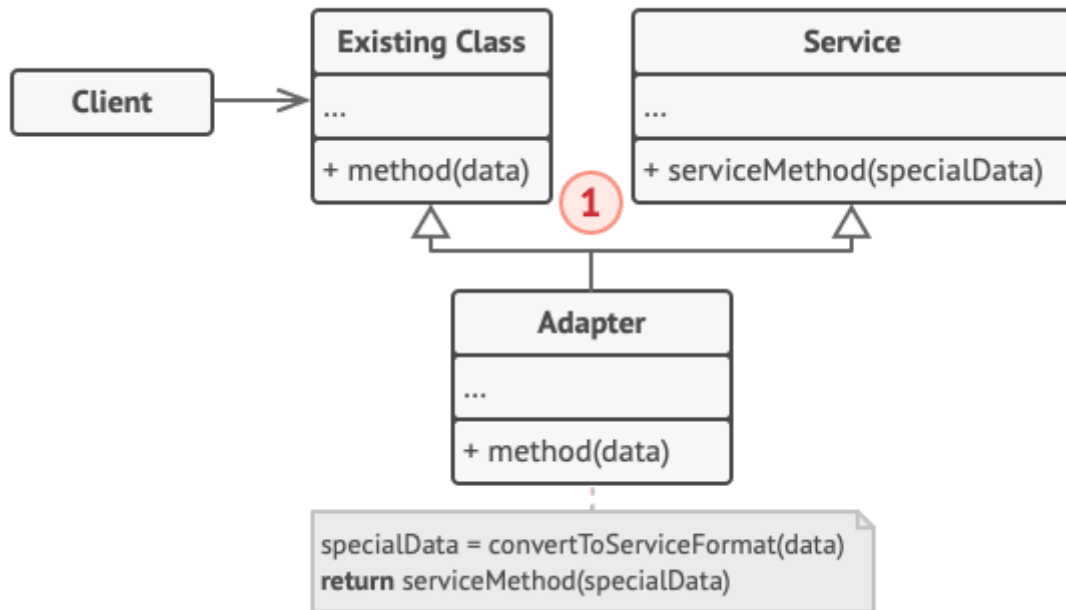 Client
Existing Class
...
+ method(data)
Service
...
+ serviceMethod(specialData)
1
Adapter
...
+ method(data)
specialData = convertToServiceFormat(data)
return serviceMethod(specialData)